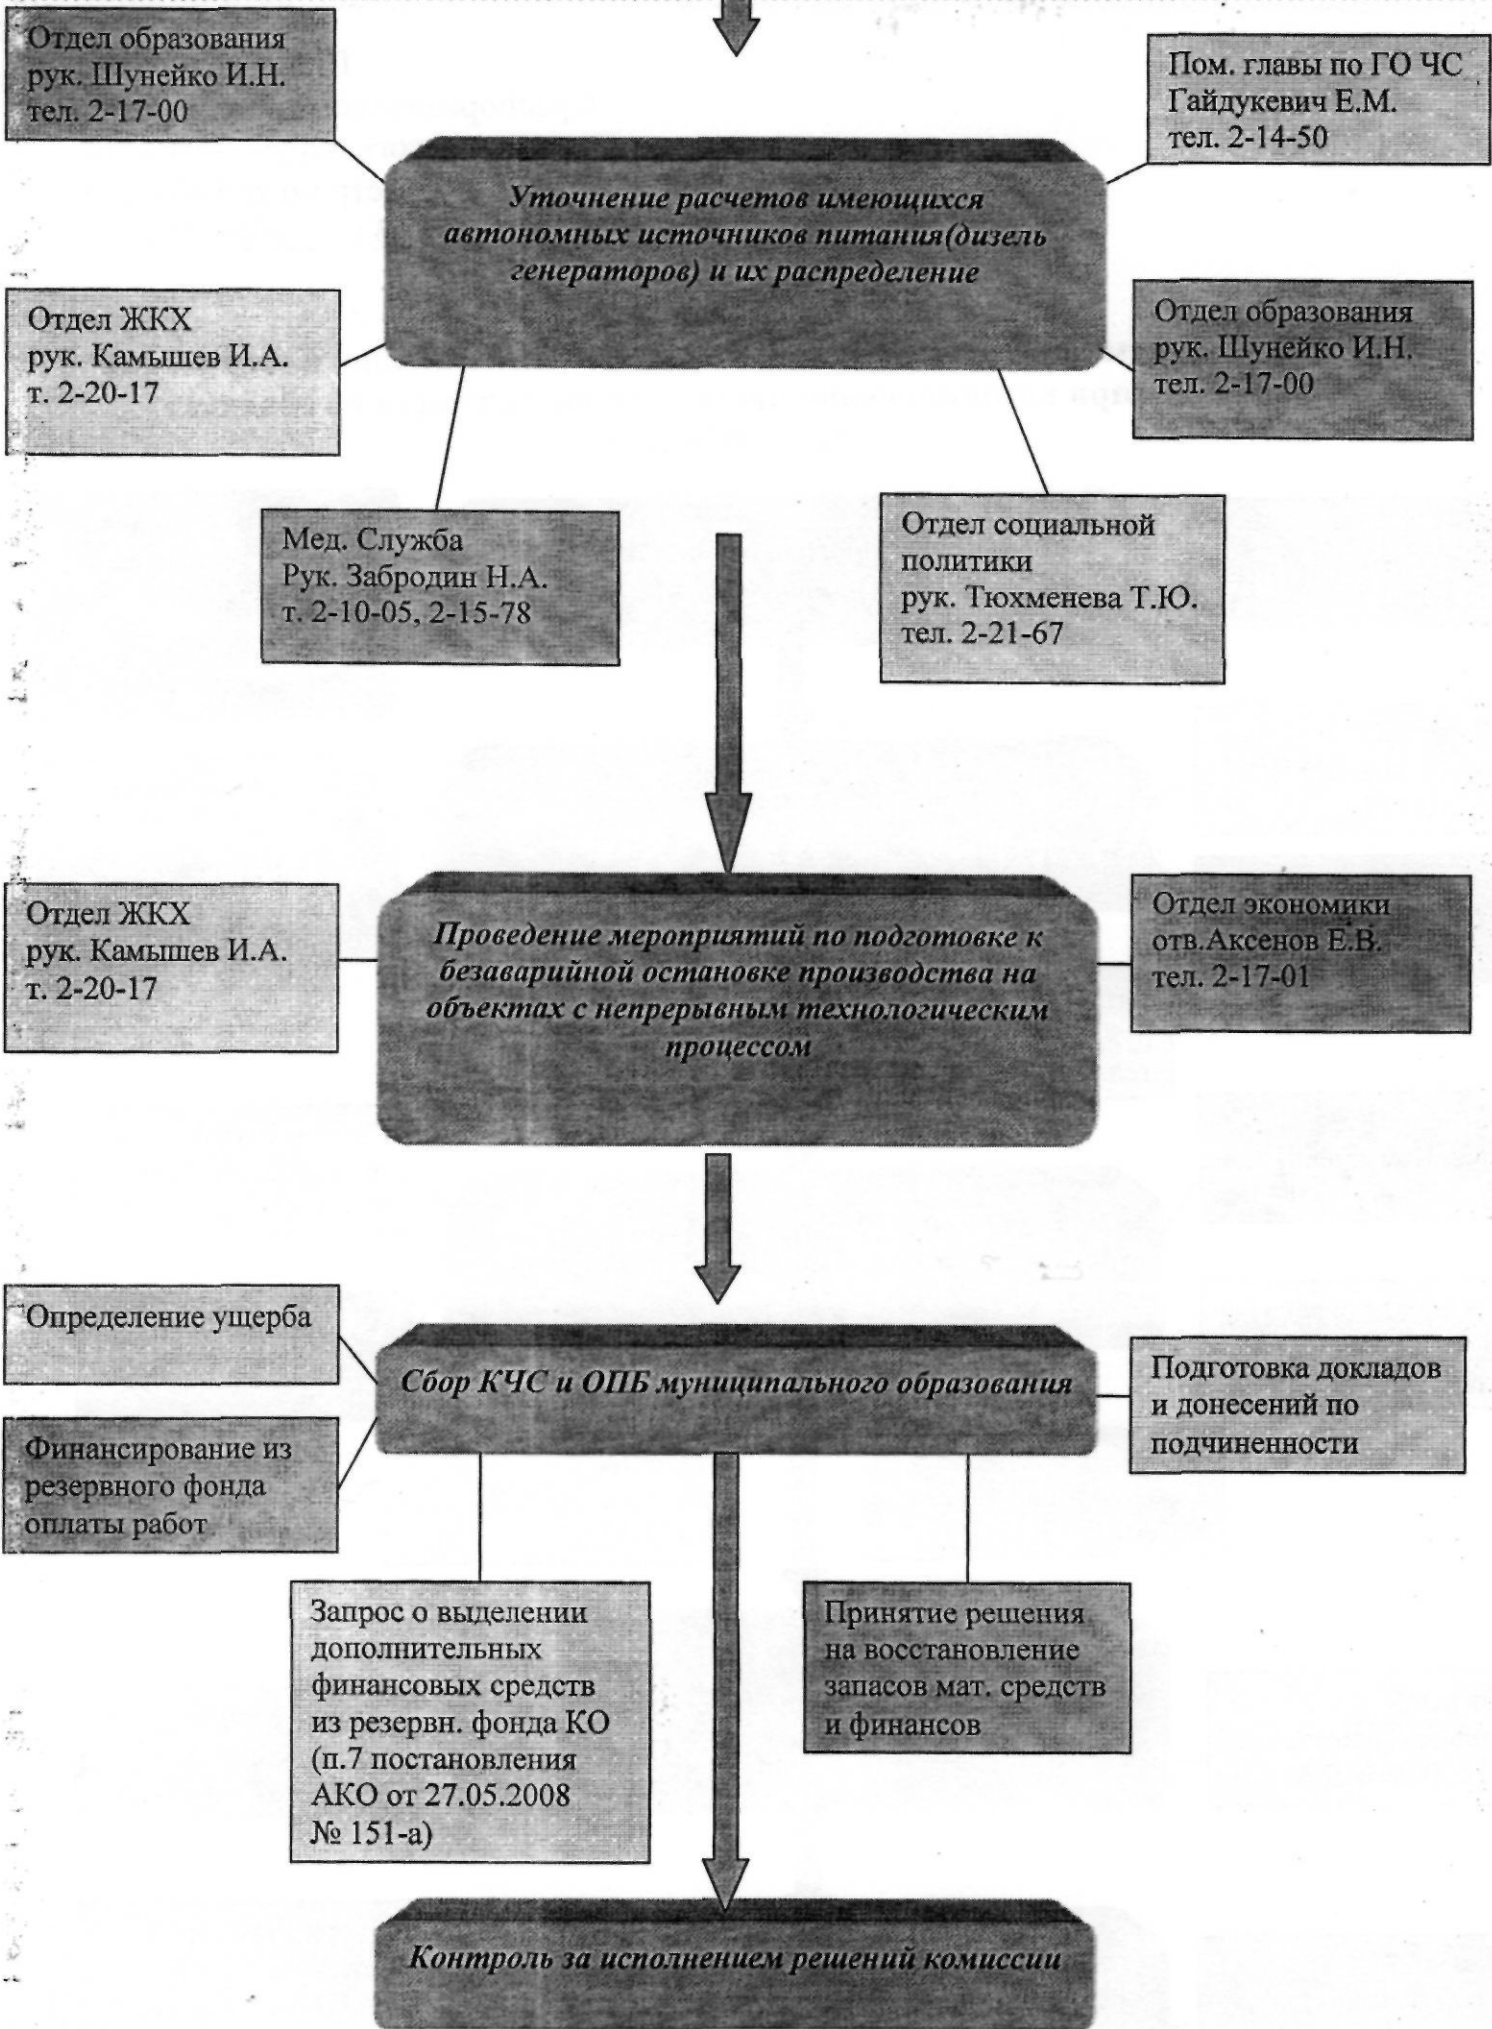 Отдел образования
рук. Шунейко И.Н.
тел. 2-17-00
Пом. главы по ГО ЧС
Гайдукевич Е.М.
тел. 2-14-50
Уточнение расчетов имеющихся
автономных источников питания(дизель
генераторов) и их распределение
Отдел ЖКХ
рук. Камышев И.А.
т. 2-20-17
Отдел образования
рук. Шунейко И.Н.
тел. 2-17-00
Мед. Служба
Рук. Забродин Н.А.
т. 2-10-05, 2-15-78
Отдел социальной
политики
рук. Тюхменева Т.Ю.
тел. 2-21-67
Отдел ЖКХ
рук. Камышев И.А.
т. 2-20-17
Проведение мероприятий по подготовке к
безаварийной остановке производства на
объектах с непрерывным технологическим
процессом
Отдел экономики
отв.Аксенов Е.В.
тел. 2-17-01
Определение ущерба
Сбор КЧС и ОПБ муниципального образования
Подготовка докладов
и донесений по
подчиненности
Финансирование из
резервного фонда
оплаты работ
Запрос о выделении
дополнительных
финансовых средств
из резервн. фонда КО
(п.7 постановления
АКО от 27.05.2008
№ 151-а)
Принятие решения
на восстановление
запасов мат. средств
и финансов
Контроль за исполнением решений комиссии